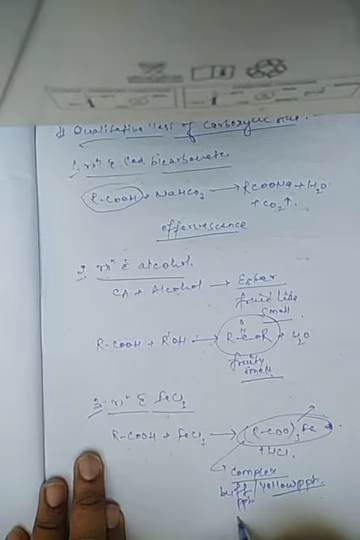 1) Qualitative Test of Carboxylic Acid.
1. rxn c̄ Sod bicarbonate
R-COOH + NaHCO3 → RCOONa + H2O
+ CO2 ↑.
effervescence
2. rxn c̄ alcohol.
CA + Alcohol → Ester
fruit like
smell
R-COOH + R'OH → R-C-OR + H2O
O
fruity
smell.
3. rxn c̄ FeCl3
R-COOH + FeCl3 → (R-COO)3 Fe
+ HCl.
Complex
buff / Yellow ppt.
ppt